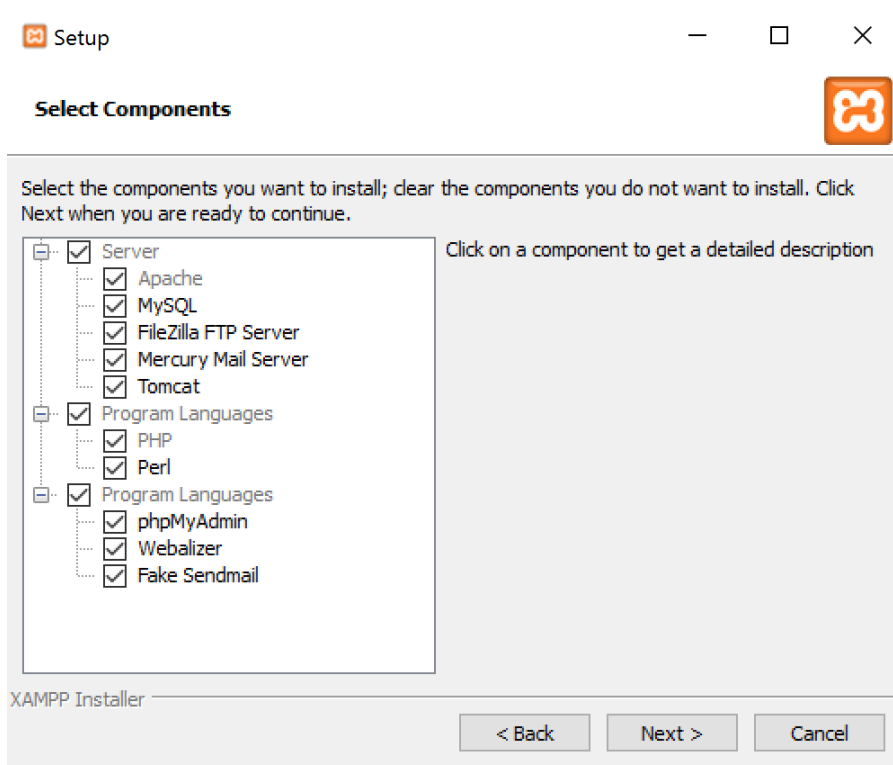 Setup
Select Components
Select the components you want to install; clear the components you do not want to install. Click
Next when you are ready to continue.
Server
Click on a component to get a detailed description
Apache
MySQL
FileZilla FTP Server
Mercury Mail Server
Tomcat
Program Languages
PHP
Perl
Program Languages
phpMyAdmin
Webalizer
Fake Sendmail
XAMPP Installer
< Back
Next >
Cancel